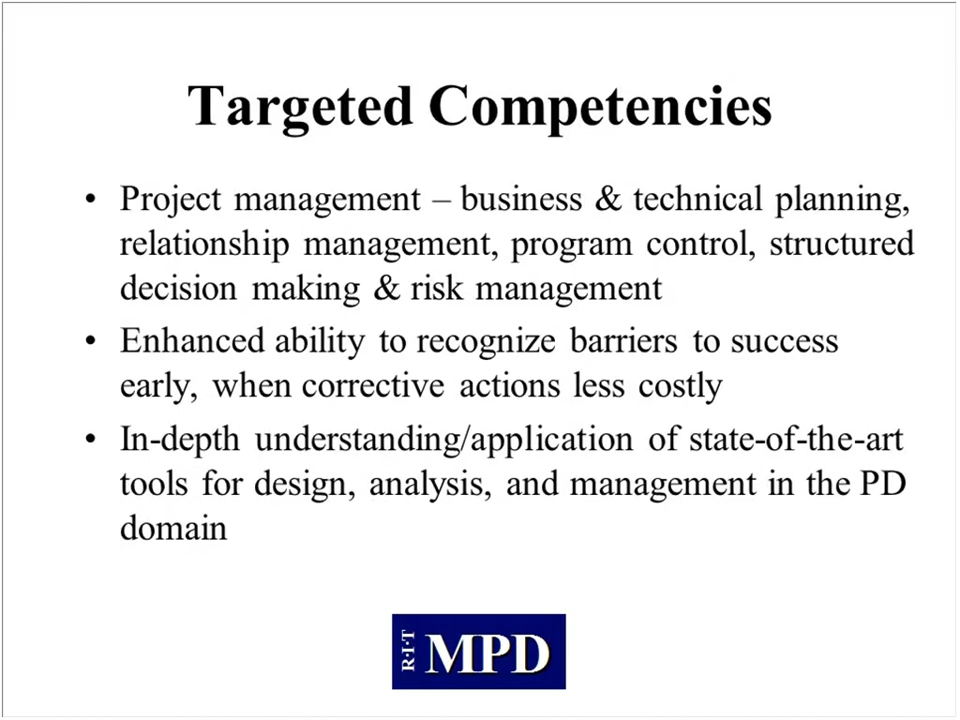 Targeted Competencies
• Project management – business & technical planning,
relationship management, program control, structured
decision making & risk management
• Enhanced ability to recognize barriers to success
early, when corrective actions less costly
• In-depth understanding/application of state-of-the-art
tools for design, analysis, and management in the PD
domain
R·I·T MPD